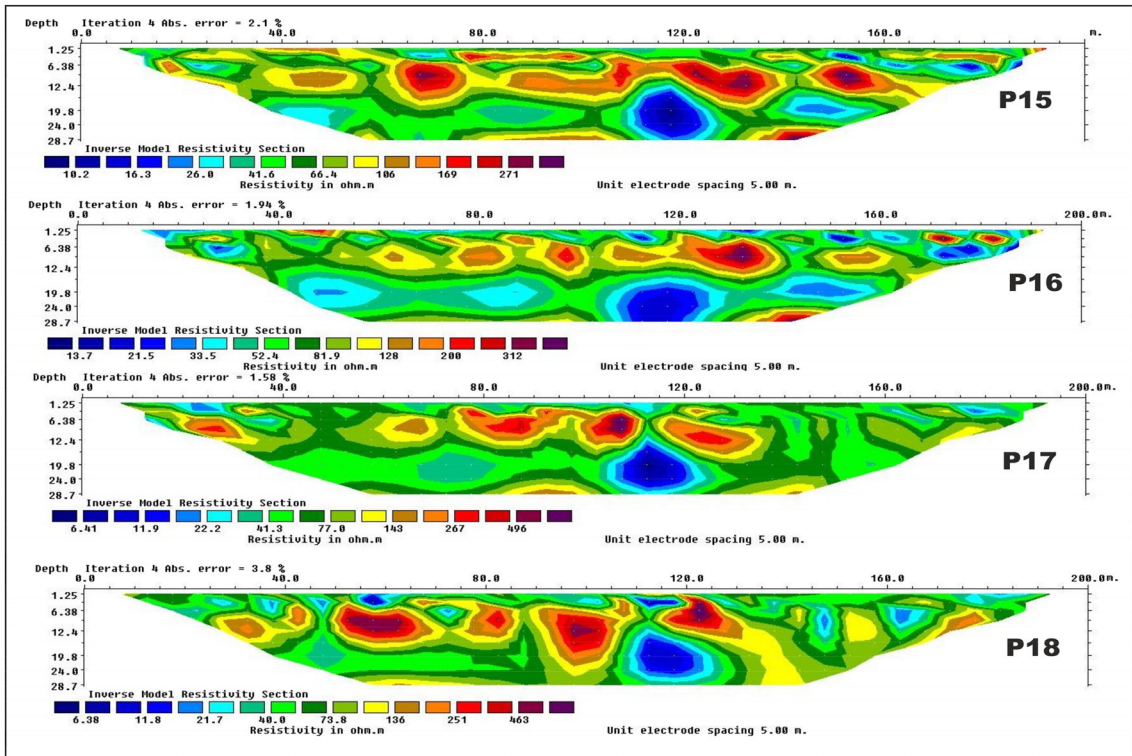 Depth Iteration 4 Abs. error = 2.1 %
0.0 40.0 80.0 120.0 160.0 m.
1.25
6.38
12.4
19.8
24.0
28.7
P15
Inverse Model Resistivity Section
10.2 16.3 26.0 41.6 66.4 106 169 271
Resistivity in ohm.m Unit electrode spacing 5.00 m.
Depth Iteration 4 Abs. error = 1.94 %
0.0 40.0 80.0 120.0 160.0 200.0m.
1.25
6.38
12.4
19.8
24.0
28.7
P16
Inverse Model Resistivity Section
13.7 21.5 33.5 52.4 81.9 128 200 312
Resistivity in ohm.m Unit electrode spacing 5.00 m.
Depth Iteration 4 Abs. error = 1.58 %
0.0 40.0 80.0 120.0 160.0 200.0m.
1.25
6.38
12.4
19.8
24.0
28.7
P17
Inverse Model Resistivity Section
6.41 11.9 22.2 41.3 77.0 143 267 496
Resistivity in ohm.m Unit electrode spacing 5.00 m.
Depth Iteration 4 Abs. error = 3.8 %
0.0 40.0 80.0 120.0 160.0 200.0m.
1.25
6.38
12.4
19.8
24.0
28.7
P18
Inverse Model Resistivity Section
6.38 11.8 21.7 40.0 73.8 136 251 463
Resistivity in ohm.m Unit electrode spacing 5.00 m.